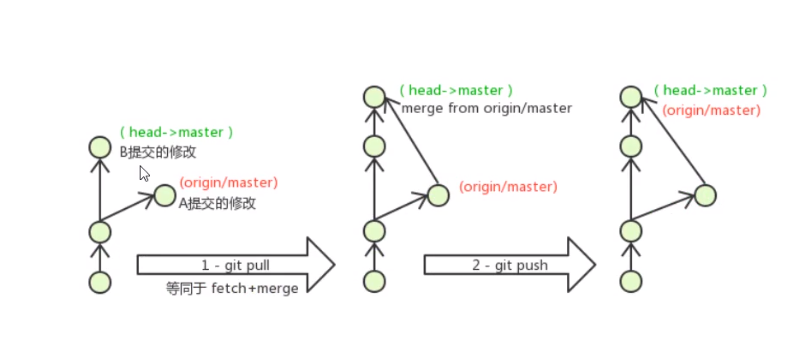 ( head->master )
B提交的修改
(origin/master)
A提交的修改
1 - git pull
等同于 fetch+merge
( head->master )
merge from origin/master
(origin/master)
2 - git push
( head->master )
(origin/master)